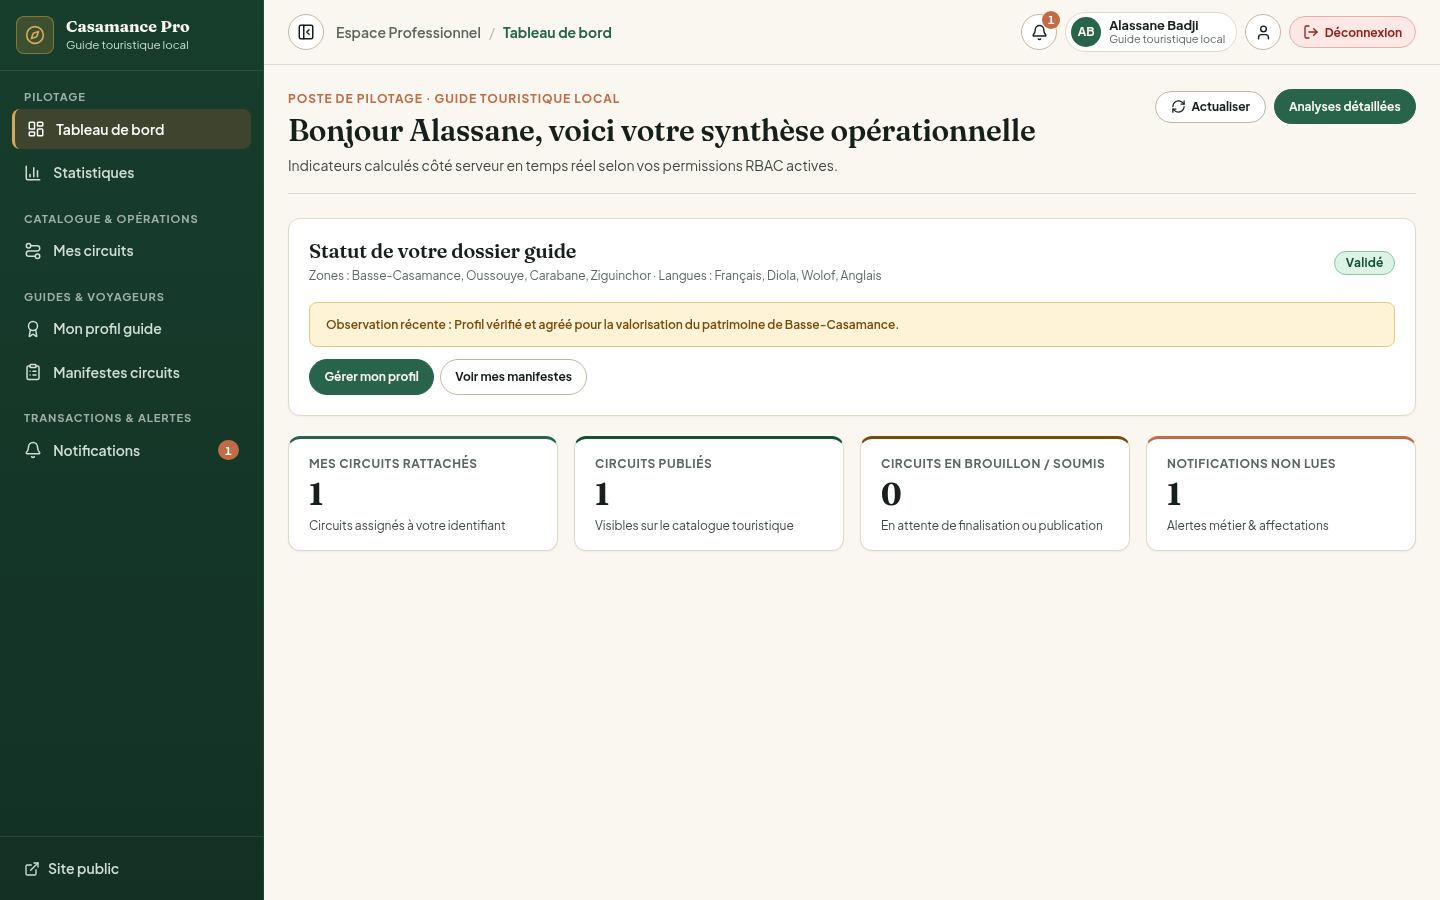 Casamance Pro
Guide touristique local
PILOTAGE
Tableau de bord
Statistiques
CATALOGUE & OPÉRATIONS
Mes circuits
GUIDES & VOYAGEURS
Mon profil guide
Manifestes circuits
TRANSACTIONS & ALERTES
Notifications 1
Site public
Espace Professionnel / Tableau de bord
1
AB
Alassane Badji
Guide touristique local
Déconnexion
POSTE DE PILOTAGE · GUIDE TOURISTIQUE LOCAL
Bonjour Alassane, voici votre synthèse opérationnelle
Indicateurs calculés côté serveur en temps réel selon vos permissions RBAC actives.
Actualiser
Analyses détaillées
Statut de votre dossier guide
Zones : Basse-Casamance, Oussouye, Carabane, Ziguinchor · Langues : Français, Diola, Wolof, Anglais
Validé
Observation récente : Profil vérifié et agréé pour la valorisation du patrimoine de Basse-Casamance.
Gérer mon profil
Voir mes manifestes
MES CIRCUITS RATTACHÉS
1
Circuits assignés à votre identifiant
CIRCUITS PUBLIÉS
1
Visibles sur le catalogue touristique
CIRCUITS EN BROUILLON / SOUMIS
0
En attente de finalisation ou publication
NOTIFICATIONS NON LUES
1
Alertes métier & affectations